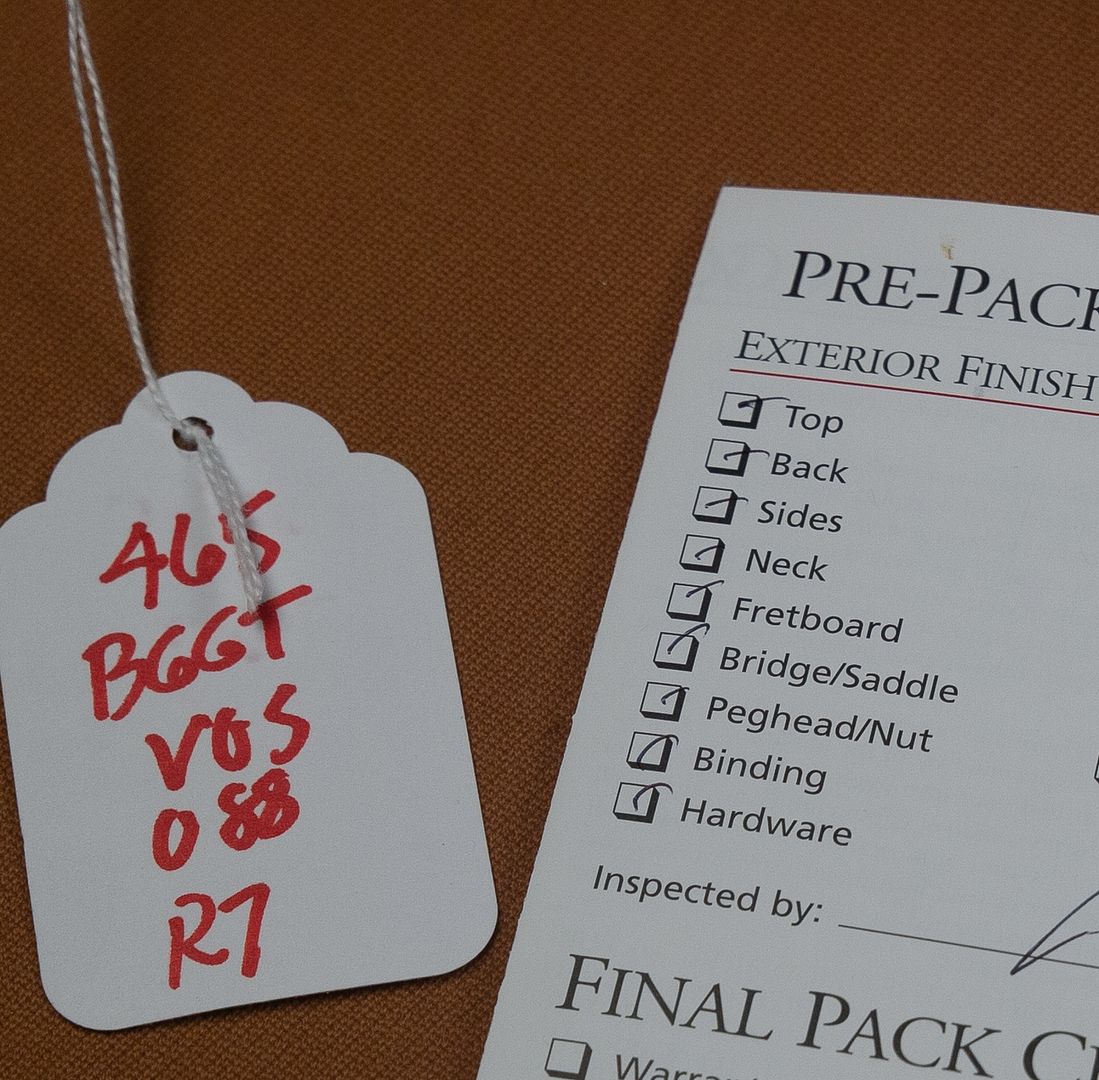 465
BGGT
VOS
088
R7
PRE-PACK
EXTERIOR FINISH
Top
Back
Sides
Neck
Fretboard
Bridge/Saddle
Peghead/Nut
Binding
Hardware
Inspected by:
FINAL PACK